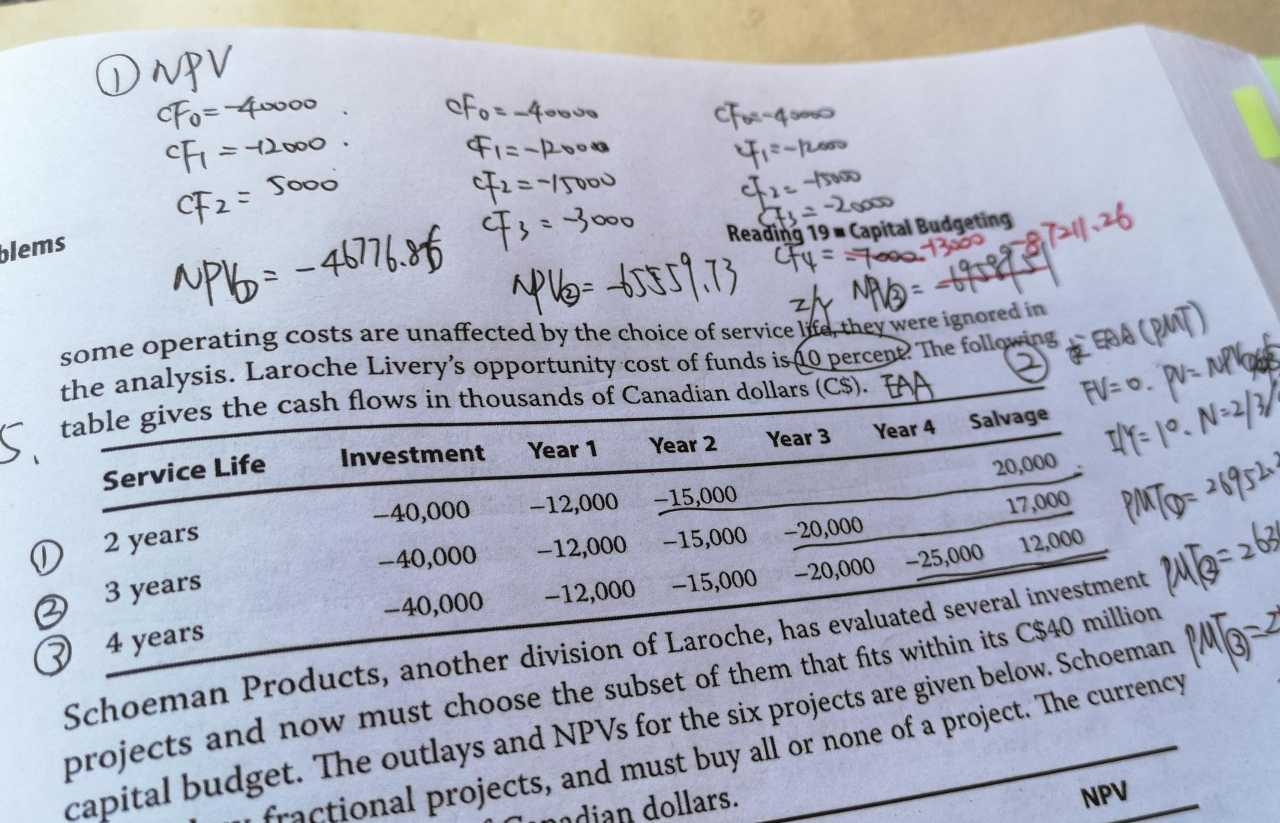 ① NPV
CF0 = -40000 CF0 = -40000 CF0 = -40000
CF1 = -12000 CF1 = -12000 CF1 = -12000
CF2 = 5000 CF2 = -15000 CF2 = -15000
CF3 = -3000 CF3 = -20000
blems Reading 19 ■ Capital Budgeting
CF4 = -7000 -13000 -87211.26
NPV① = -46776.86 NPV② = -65559.73 NPV③ =
some operating costs are unaffected by the choice of service life, they were ignored in
the analysis. Laroche Livery's opportunity cost of funds is 10 percent. The following
table gives the cash flows in thousands of Canadian dollars (C$). EAA
② EAA (PMT)
FV=0. PV=
I/Y=10. N=2/3/
PMT① = 26952.
PMT② = 263
PMT③ =
5.
Service Life Investment Year 1 Year 2 Year 3 Year 4 Salvage
① 2 years -40,000 -12,000 -15,000 20,000
② 3 years -40,000 -12,000 -15,000 -20,000 17,000
③ 4 years -40,000 -12,000 -15,000 -20,000 -25,000 12,000
Schoeman Products, another division of Laroche, has evaluated several investment
projects and now must choose the subset of them that fits within its C$40 million
capital budget. The outlays and NPVs for the six projects are given below. Schoeman
fractional projects, and must buy all or none of a project. The currency
Canadian dollars.
NPV